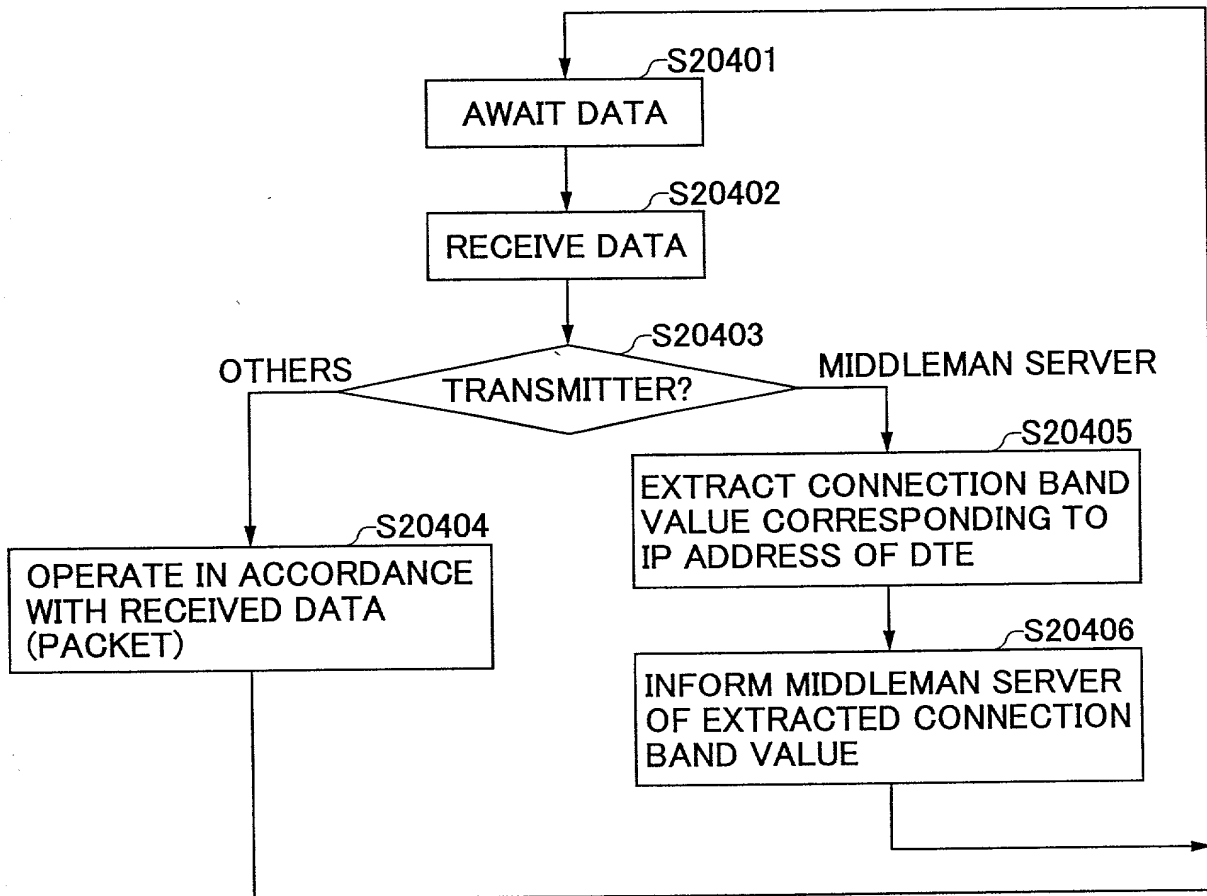 S20401
AWAIT DATA
S20402
RECEIVE DATA
S20403
OTHERS
TRANSMITTER?
MIDDLEMAN SERVER
S20405
EXTRACT CONNECTION BAND
VALUE CORRESPONDING TO
IP ADDRESS OF DTE
S20404
OPERATE IN ACCORDANCE
WITH RECEIVED DATA
(PACKET)
S20406
INFORM MIDDLEMAN SERVER
OF EXTRACTED CONNECTION
BAND VALUE